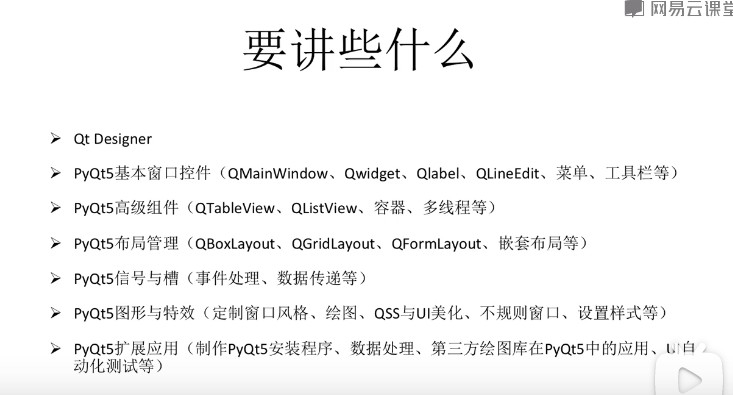 网易云课堂
要讲些什么
➢ Qt Designer
➢ PyQt5基本窗口控件（QMainWindow、Qwidget、Qlabel、QLineEdit、菜单、工具栏等）
➢ PyQt5高级组件（QTableView、QListView、容器、多线程等）
➢ PyQt5布局管理（QBoxLayout、QGridLayout、QFormLayout、嵌套布局等）
➢ PyQt5信号与槽（事件处理、数据传递等）
➢ PyQt5图形与特效（定制窗口风格、绘图、QSS与UI美化、不规则窗口、设置样式等）
➢ PyQt5扩展应用（制作PyQt5安装程序、数据处理、第三方绘图库在PyQt5中的应用、UI自
动化测试等）